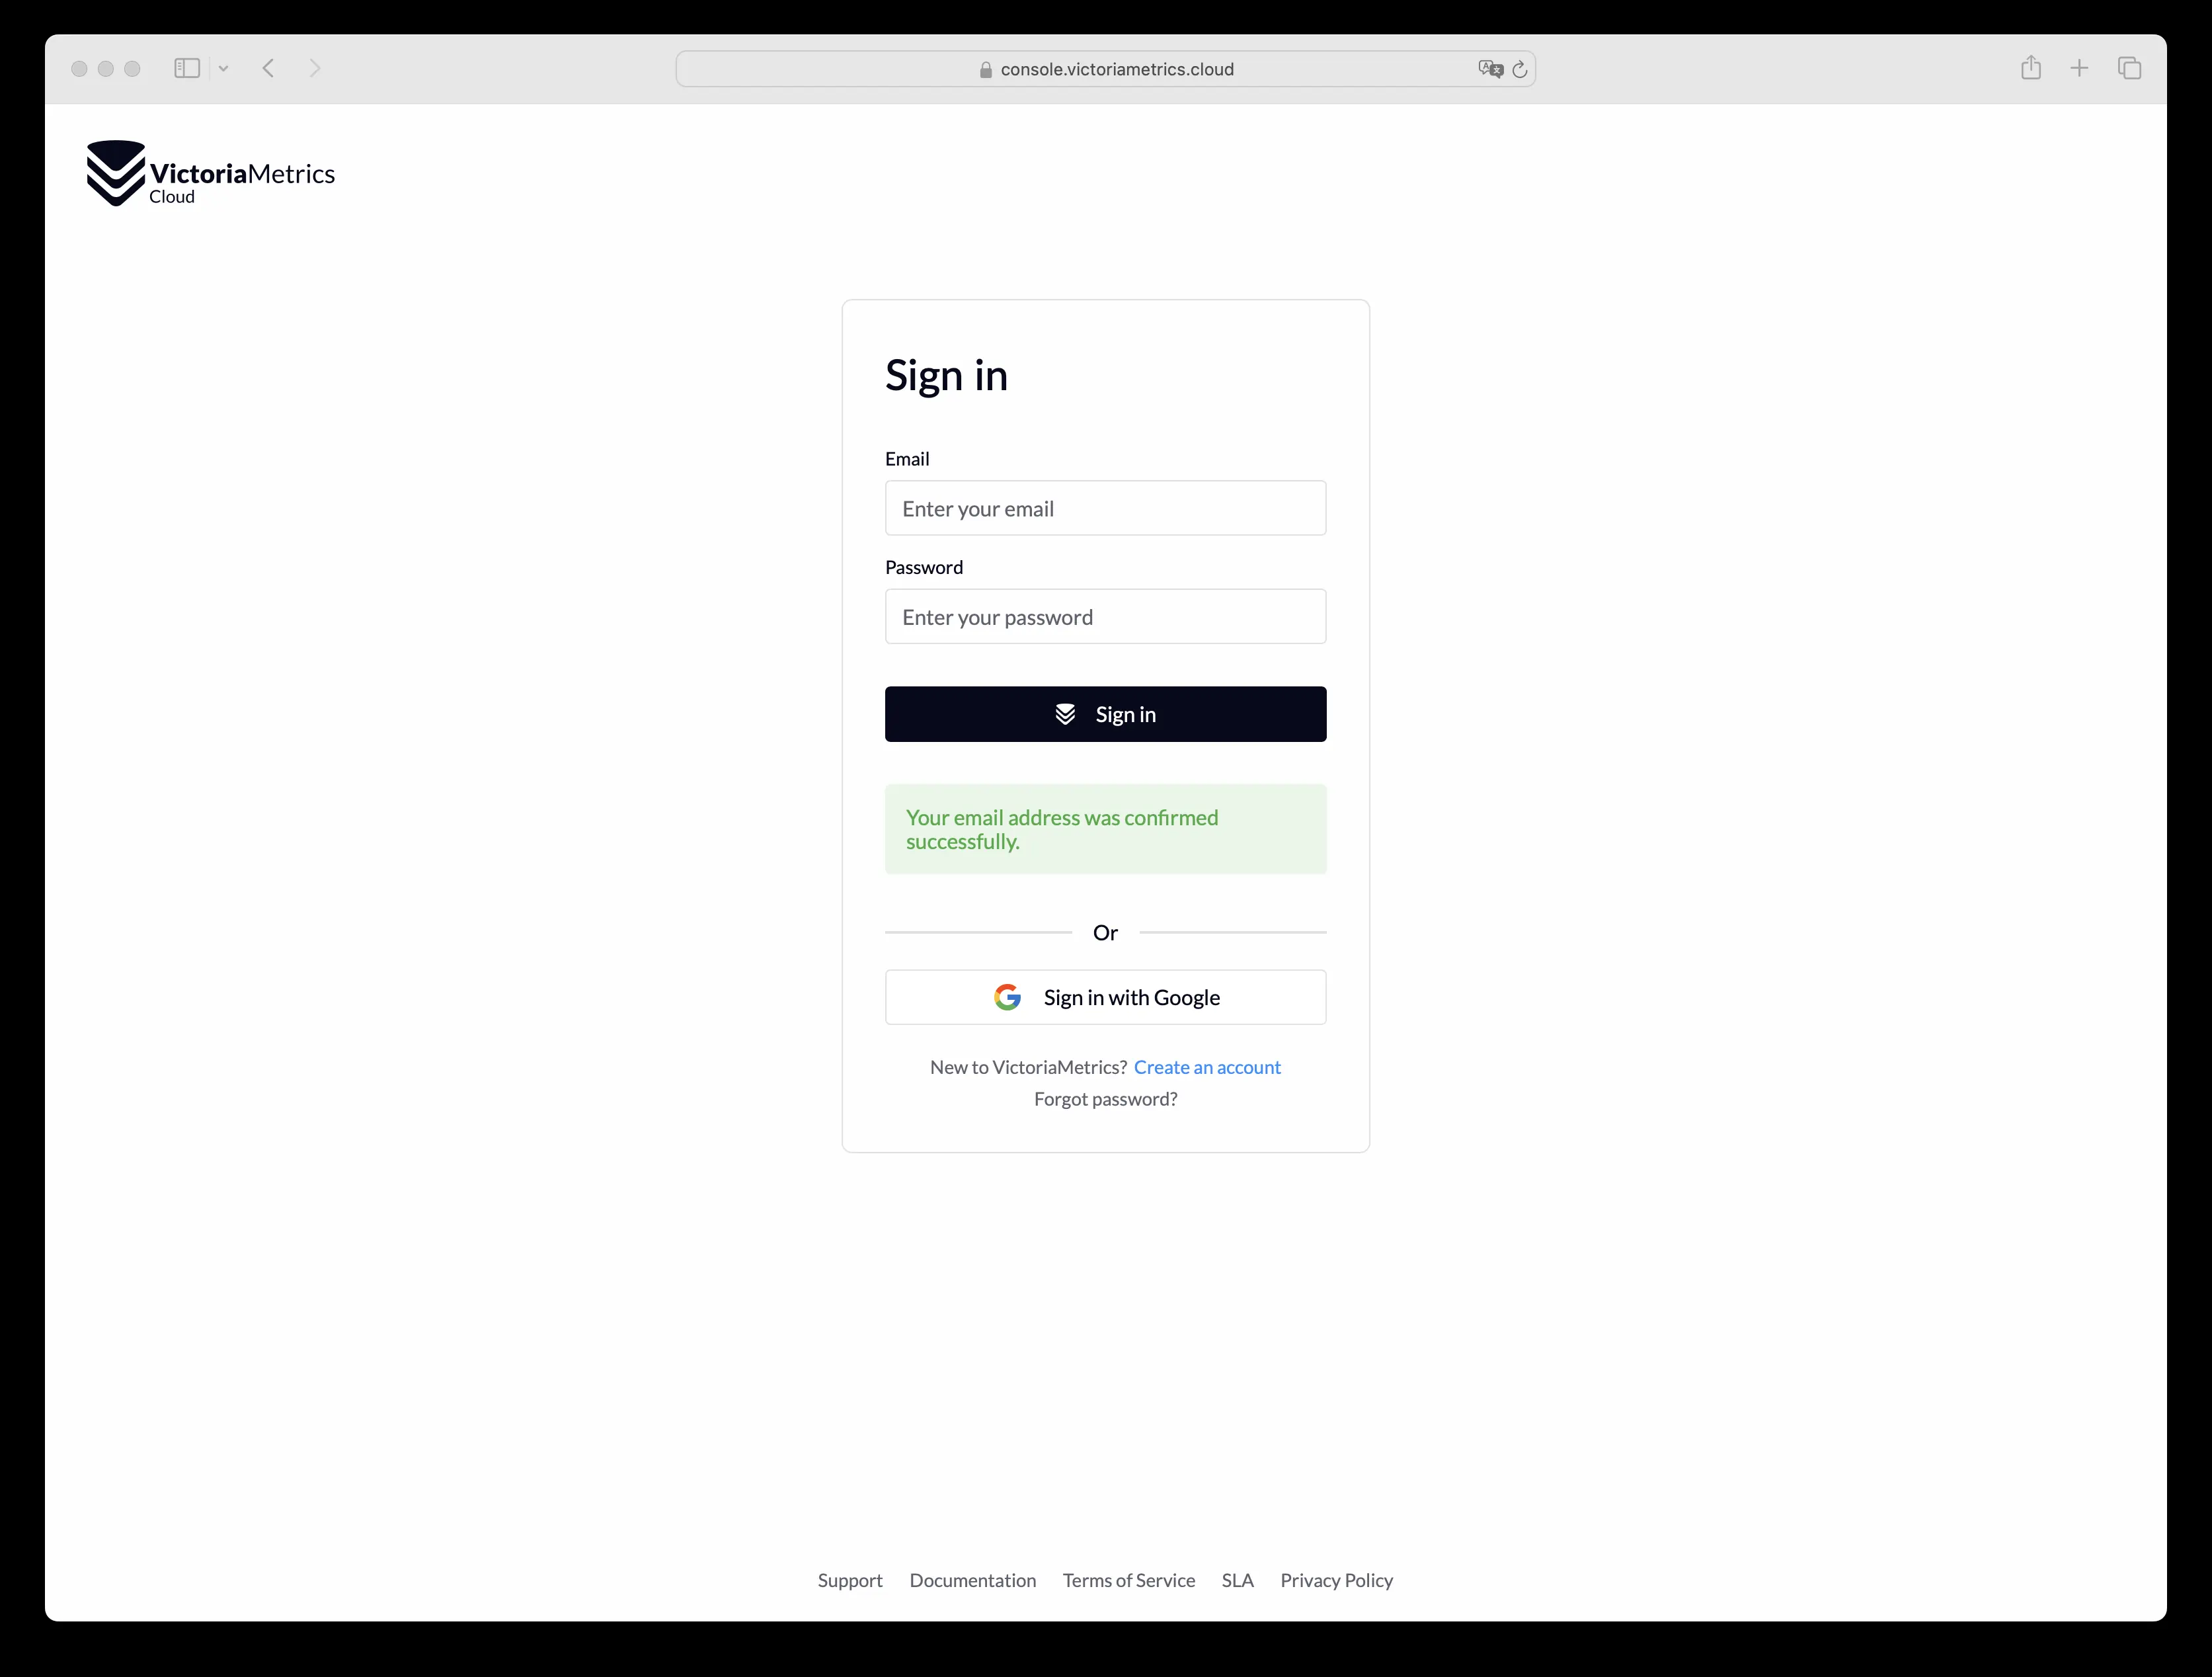 console.victoriametrics.cloud
VictoriaMetrics
Cloud
Sign in
Email
Enter your email
Password
Enter your password
Sign in
Your email address was confirmed
successfully.
Or
Sign in with Google
New to VictoriaMetrics? Create an account
Forgot password?
Support Documentation Terms of Service SLA Privacy Policy